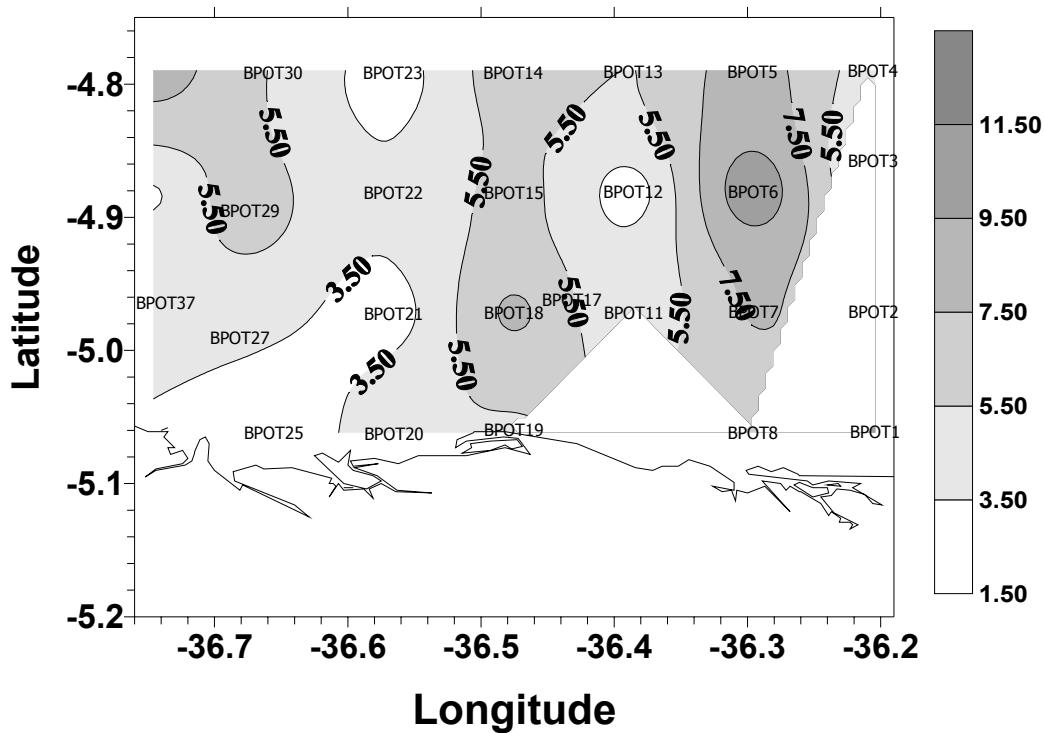 BPOT30 BPOT23 BPOT14 BPOT13 BPOT5 BPOT4
-4.8
5.50 5.50 5.50 7.50 5.50
11.50
BPOT3
5.50 BPOT29 BPOT22 5.50 BPOT15 BPOT12 BPOT6
-4.9
9.50
3.50
BPOT37 BPOT21 BPOT18 5.50 BPOT17 BPOT11 5.50 7.50 BPOT7 BPOT2
7.50
BPOT27
-5.0
3.50 5.50
5.50
BPOT25 BPOT20 BPOT19 BPOT8 BPOT1
-5.1
3.50
1.50
-5.2
-36.7 -36.6 -36.5 -36.4 -36.3 -36.2
Latitude
Longitude